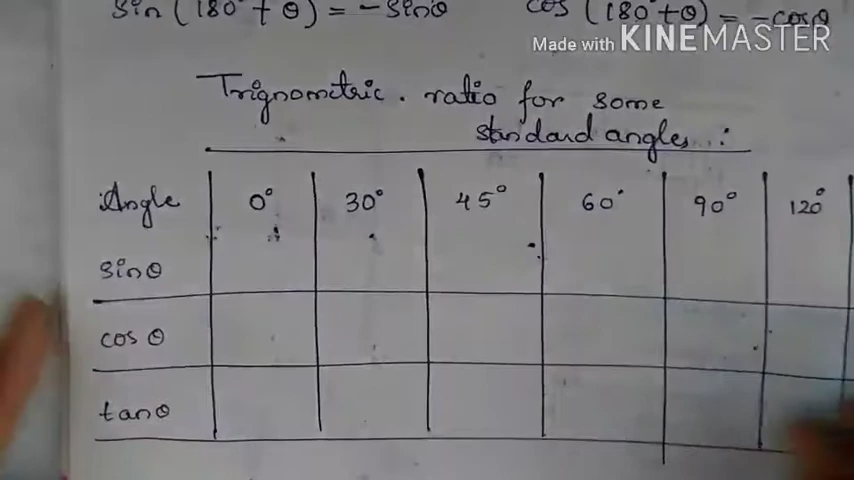 sin (180° + θ) = - sinθ cos (180° + θ) = - cosθ
Made with KINEMASTER
Trignometric. ratio for some
standard angles :
Angle 0° 30° 45° 60° 90° 120°
sinθ
cos θ
tanθ